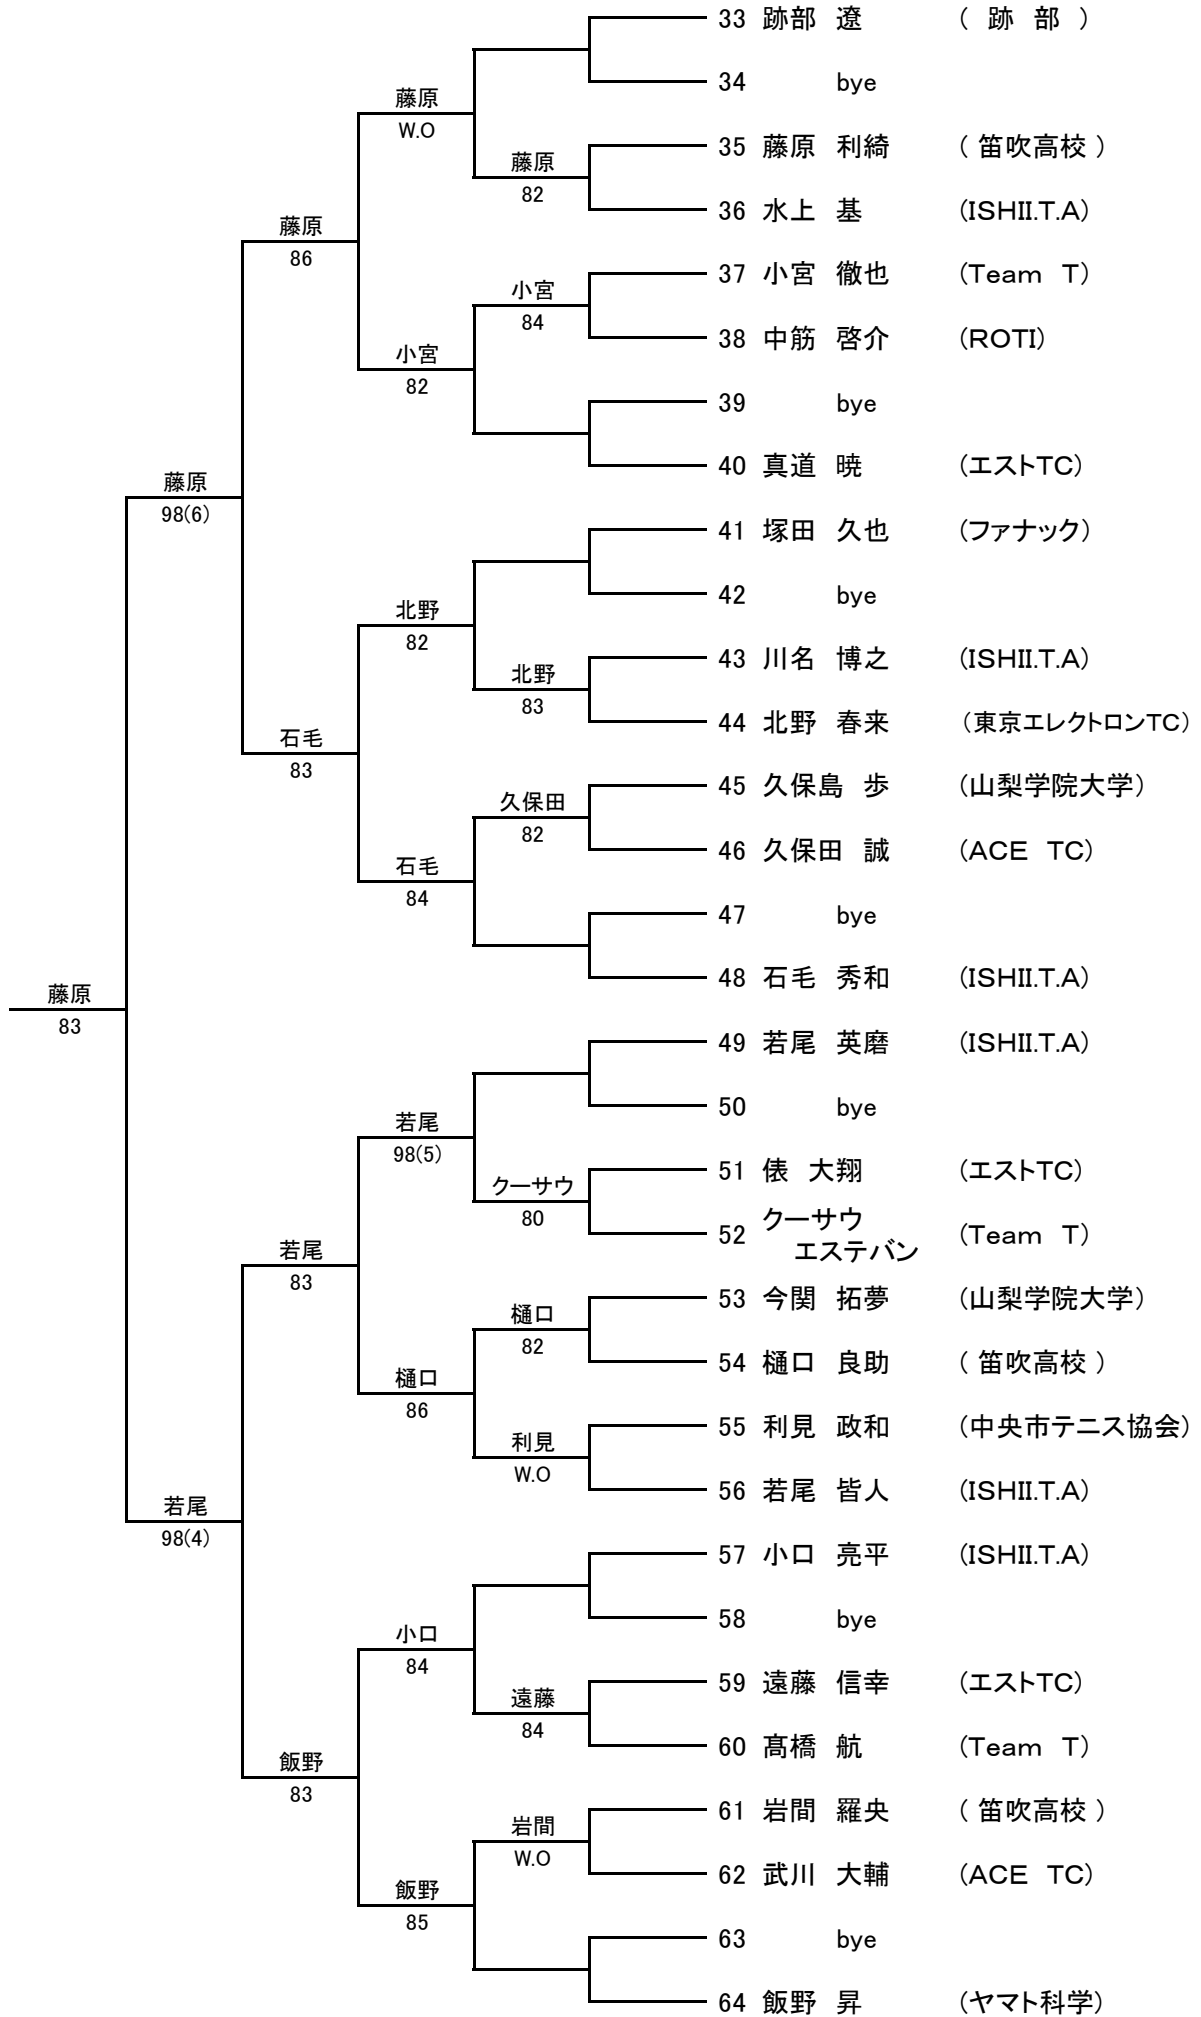 33 跡部 遼 ( 跡 部 )
34 bye
藤原
W.O
35 藤原 利綺 ( 笛吹高校 )
藤原
82
36 水上 基 (ISHII.T.A)
藤原
86
37 小宮 徹也 (Team T)
小宮
84
38 中筋 啓介 (ROTI)
小宮
82
39 bye
40 真道 暁 (エストTC)
藤原
98(6)
41 塚田 久也 (ファナック)
42 bye
北野
82
43 川名 博之 (ISHII.T.A)
北野
83
44 北野 春来 (東京エレクトロンTC)
石毛
83
45 久保島 歩 (山梨学院大学)
久保田
82
46 久保田 誠 (ACE TC)
石毛
84
47 bye
48 石毛 秀和 (ISHII.T.A)
藤原
83
49 若尾 英磨 (ISHII.T.A)
50 bye
若尾
98(5)
51 俵 大翔 (エストTC)
クーサウ
80
52 クーサウ
エステバン (Team T)
若尾
83
53 今関 拓夢 (山梨学院大学)
樋口
82
54 樋口 良助 ( 笛吹高校 )
樋口
86
55 利見 政和 (中央市テニス協会)
利見
W.O
56 若尾 皆人 (ISHII.T.A)
若尾
98(4)
57 小口 亮平 (ISHII.T.A)
58 bye
小口
84
59 遠藤 信幸 (エストTC)
遠藤
84
60 髙橋 航 (Team T)
飯野
83
61 岩間 羅央 ( 笛吹高校 )
岩間
W.O
62 武川 大輔 (ACE TC)
飯野
85
63 bye
64 飯野 昇 (ヤマト科学)